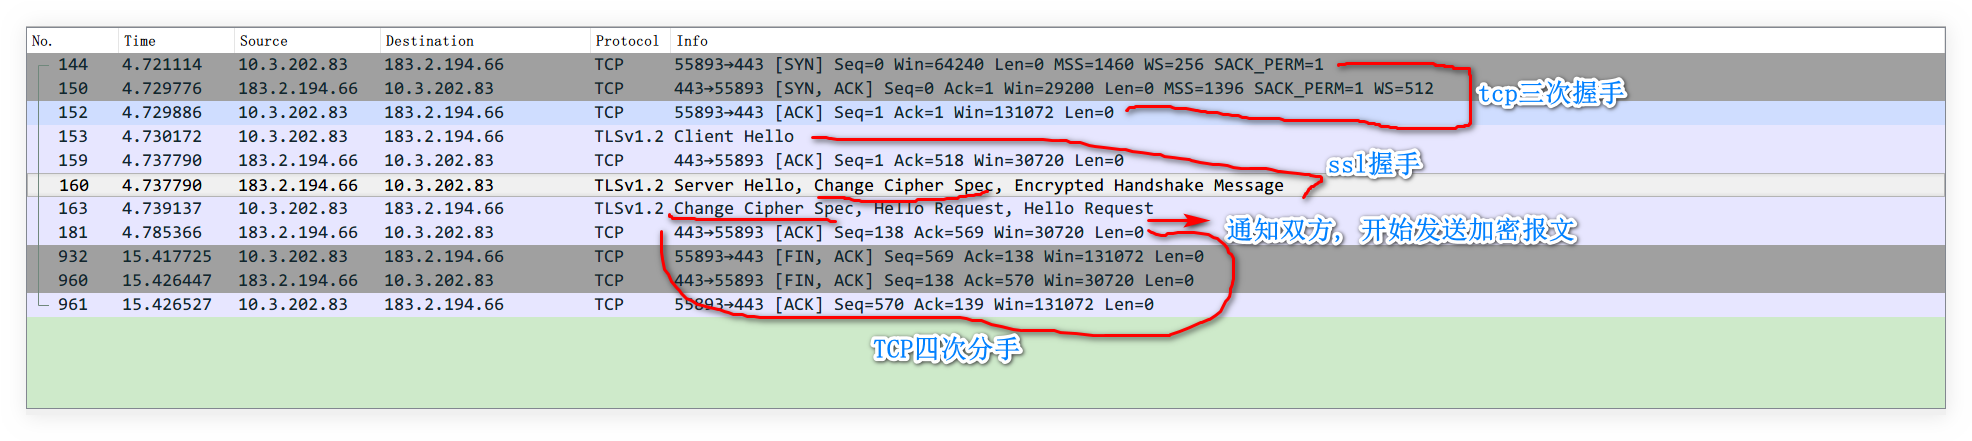 No. Time Source Destination Protocol Info
144 4.721114 10.3.202.83 183.2.194.66 TCP 55893→443 [SYN] Seq=0 Win=64240 Len=0 MSS=1460 WS=256 SACK_PERM=1
150 4.729776 183.2.194.66 10.3.202.83 TCP 443→55893 [SYN, ACK] Seq=0 Ack=1 Win=29200 Len=0 MSS=1396 SACK_PERM=1 WS=512
tcp三次握手
152 4.729886 10.3.202.83 183.2.194.66 TCP 55893→443 [ACK] Seq=1 Ack=1 Win=131072 Len=0
153 4.730172 10.3.202.83 183.2.194.66 TLSv1.2 Client Hello
159 4.737790 183.2.194.66 10.3.202.83 TCP 443→55893 [ACK] Seq=1 Ack=518 Win=30720 Len=0
ssl握手
160 4.737790 183.2.194.66 10.3.202.83 TLSv1.2 Server Hello, Change Cipher Spec, Encrypted Handshake Message
163 4.739137 10.3.202.83 183.2.194.66 TLSv1.2 Change Cipher Spec, Hello Request, Hello Request
181 4.785366 183.2.194.66 10.3.202.83 TCP 443→55893 [ACK] Seq=138 Ack=569 Win=30720 Len=0
通知双方，开始发送加密报文
932 15.417725 10.3.202.83 183.2.194.66 TCP 55893→443 [FIN, ACK] Seq=569 Ack=138 Win=131072 Len=0
960 15.426447 183.2.194.66 10.3.202.83 TCP 443→55893 [FIN, ACK] Seq=138 Ack=570 Win=30720 Len=0
961 15.426527 10.3.202.83 183.2.194.66 TCP 55893→443 [ACK] Seq=570 Ack=139 Win=131072 Len=0
TCP四次分手